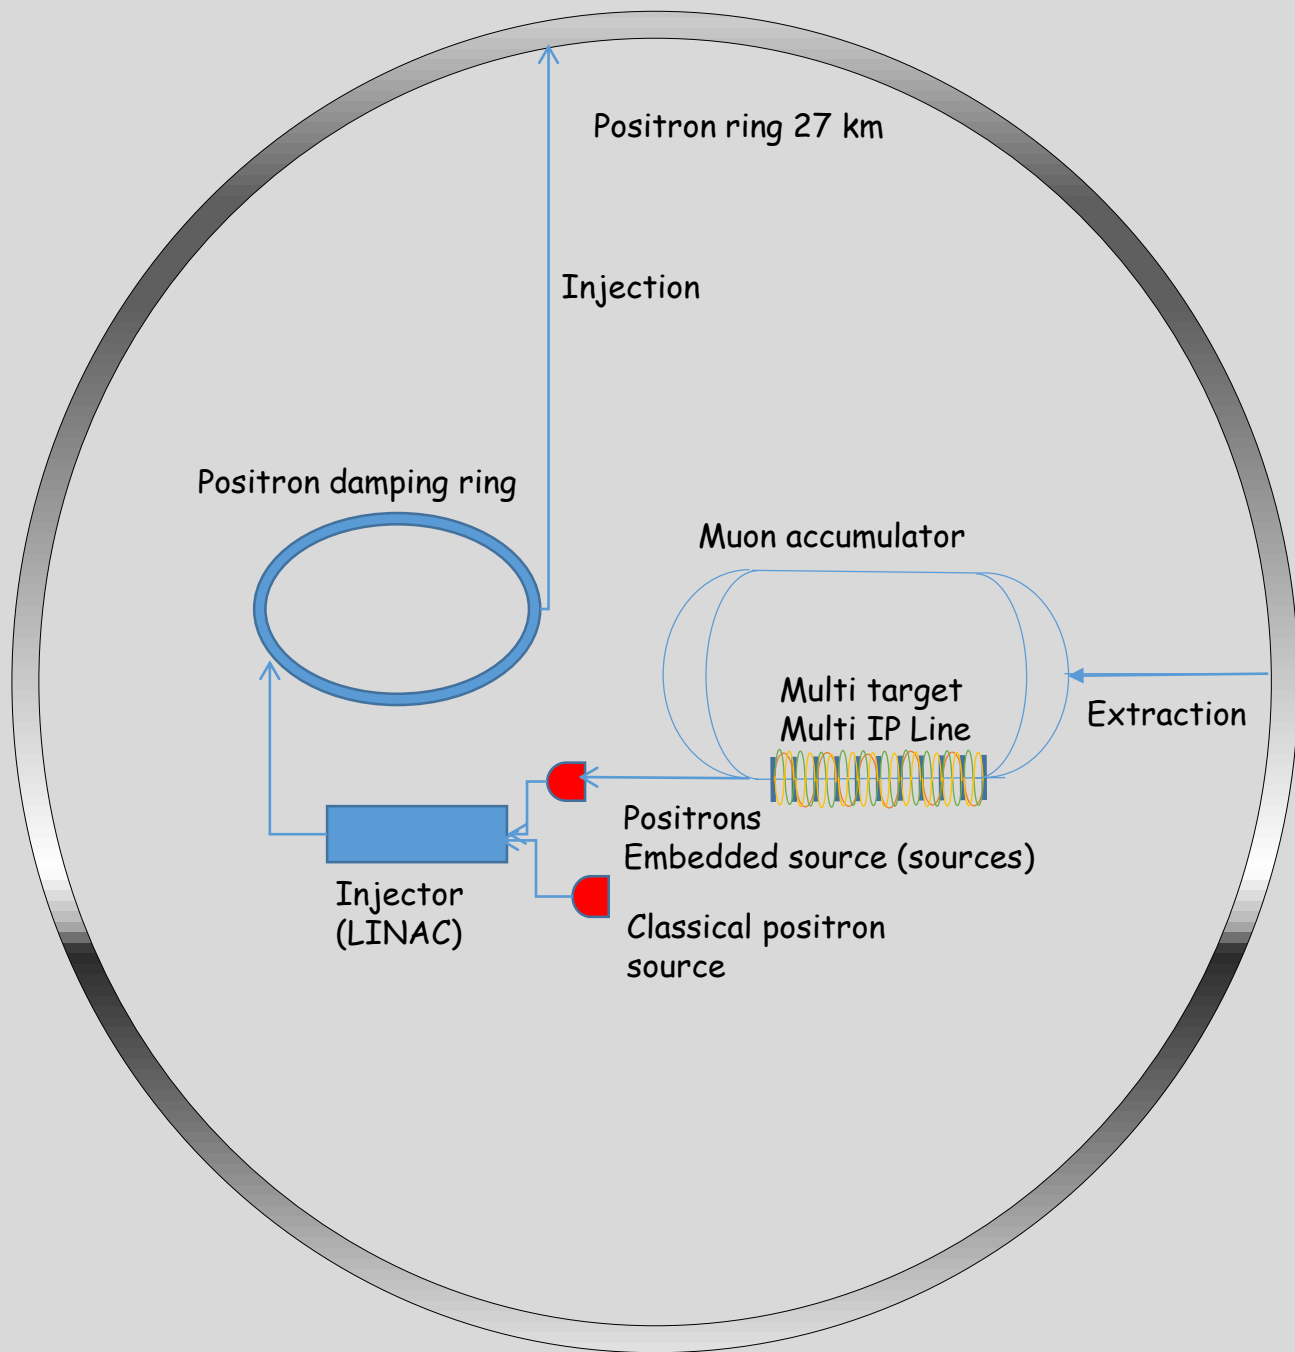 Positron ring 27 km
Injection
Positron damping ring
Muon accumulator
Multi target
Multi IP Line
Extraction
Positrons
Embedded source (sources)
Injector
(LINAC)
Classical positron
source